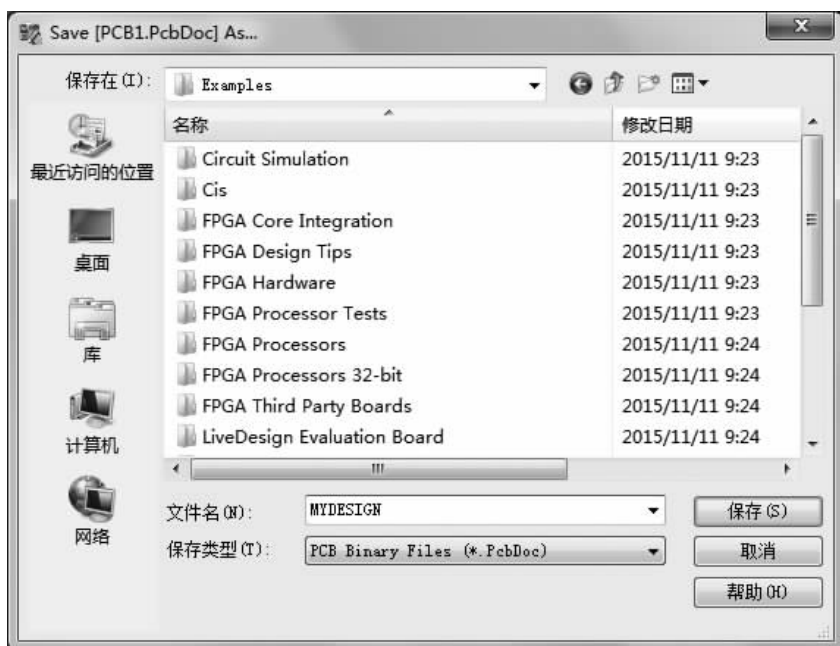 Save [PCB1.PcbDoc] As...
保存在(I):
Examples
最近访问的位置
桌面
库
计算机
网络
名称 修改日期
Circuit Simulation 2015/11/11 9:23
Cis 2015/11/11 9:23
FPGA Core Integration 2015/11/11 9:23
FPGA Design Tips 2015/11/11 9:23
FPGA Hardware 2015/11/11 9:23
FPGA Processor Tests 2015/11/11 9:23
FPGA Processors 2015/11/11 9:24
FPGA Processors 32-bit 2015/11/11 9:24
FPGA Third Party Boards 2015/11/11 9:24
LiveDesign Evaluation Board 2015/11/11 9:24
文件名(N): MYDESIGN 保存(S)
保存类型(T): PCB Binary Files (*.PcbDoc) 取消
帮助(H)